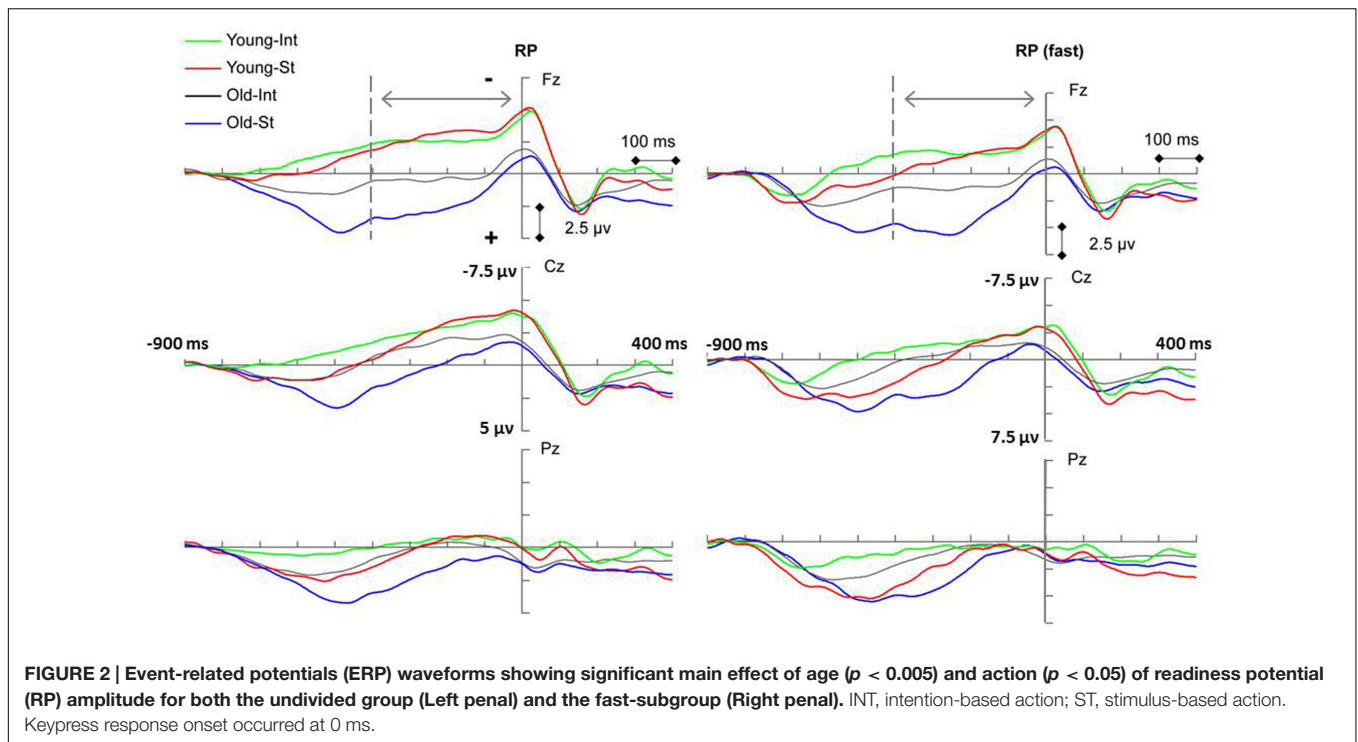 Young-Int
Young-St
Old-Int
Old-St
RP
-
Fz
100 ms
+
2.5 μv
-7.5 μv
Cz
-900 ms
400 ms
5 μv
Pz
RP (fast)
Fz
100 ms
2.5 μv
-7.5 μv
Cz
-900 ms
400 ms
7.5 μv
Pz
FIGURE 2 | Event-related potentials (ERP) waveforms showing significant main effect of age (p < 0.005) and action (p < 0.05) of readiness potential
(RP) amplitude for both the undivided group (Left penal) and the fast-subgroup (Right penal). INT, intention-based action; ST, stimulus-based action.
Keypress response onset occurred at 0 ms.